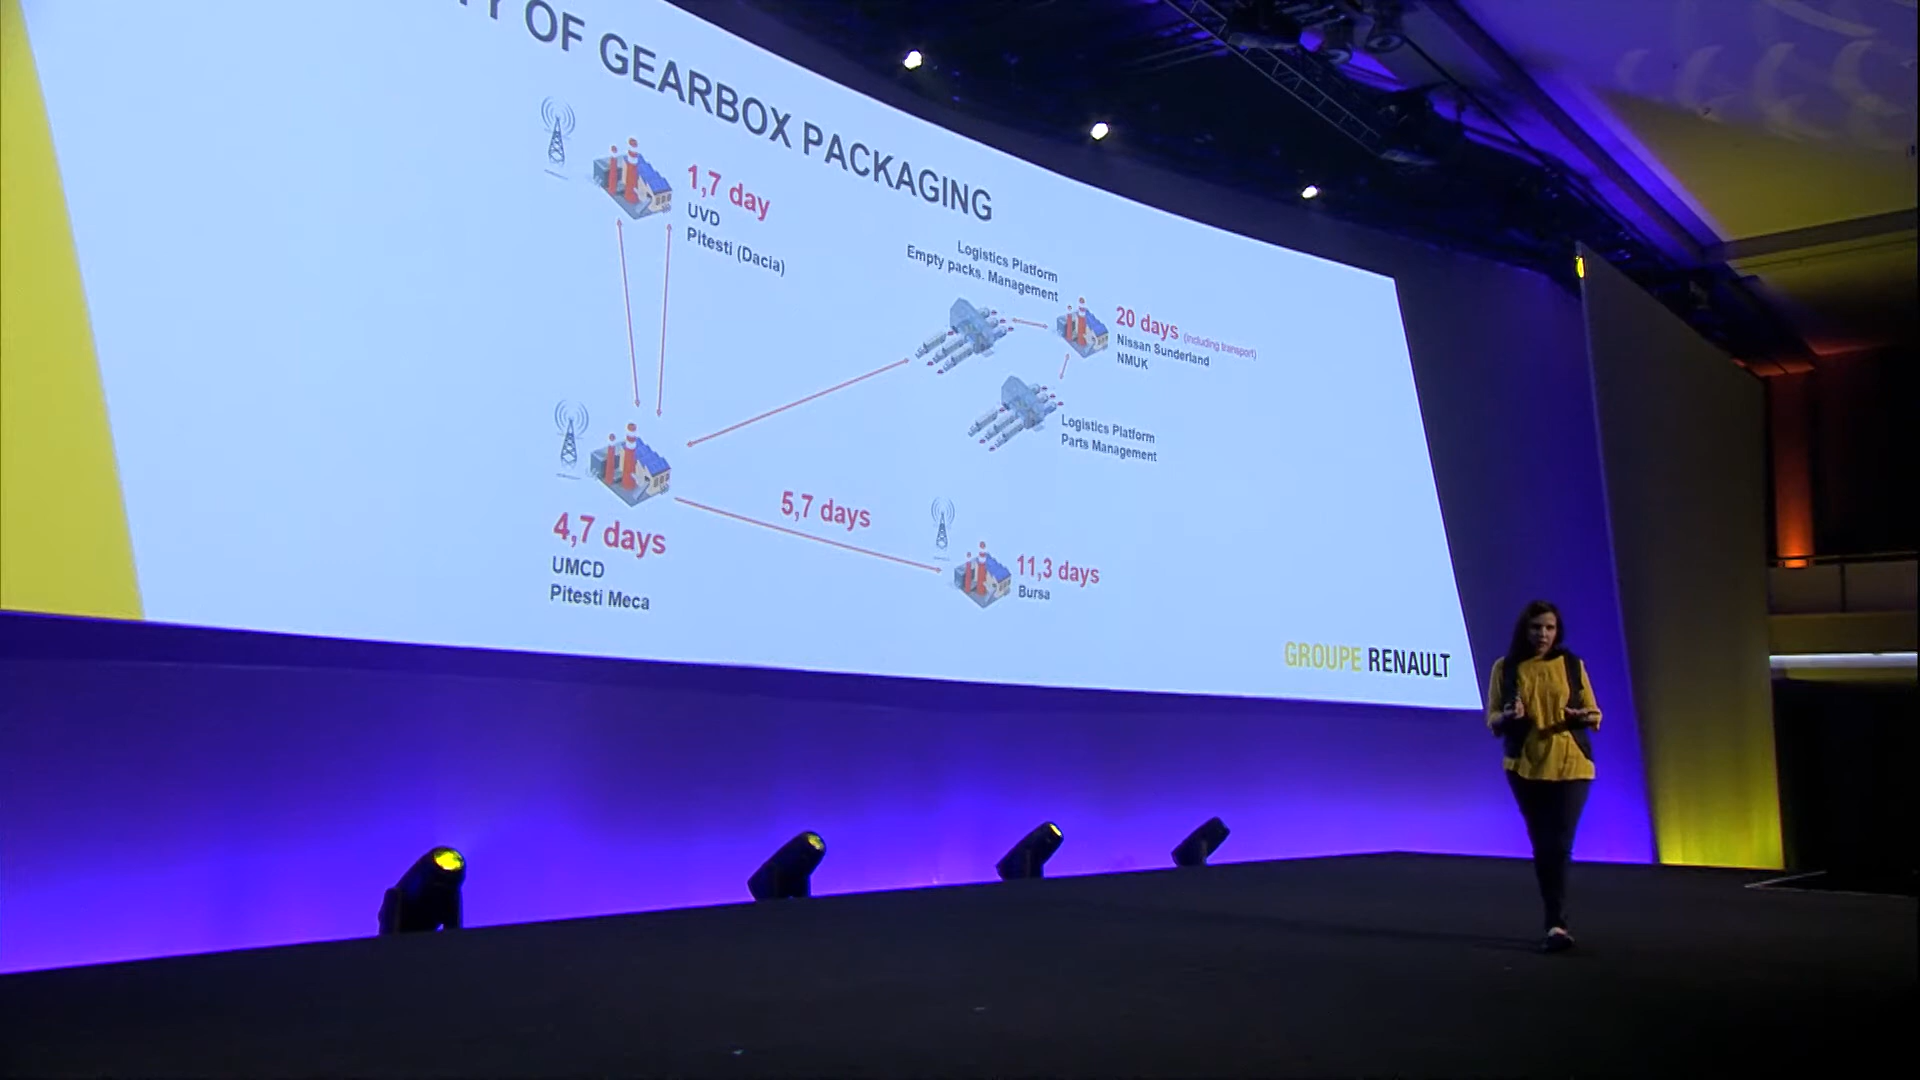 OF GEARBOX PACKAGING
1,7 day
UVD
Pitesti (Dacia)
Logistics Platform
Empty packs. Management
20 days (including transport)
Nissan Sunderland
NMUK
Logistics Platform
Parts Management
5,7 days
4,7 days
UMCD
Pitesti Meca
11,3 days
Bursa
GROUPE RENAULT